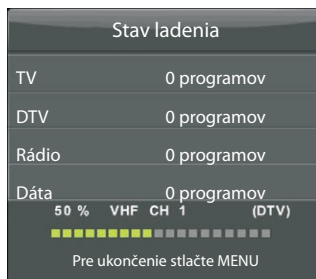 Stav ladenia
TV 0 programov
DTV 0 programov
Rádio 0 programov
Dáta 0 programov
50 % VHF CH 1 (DTV)
Pre ukončenie stlačte MENU